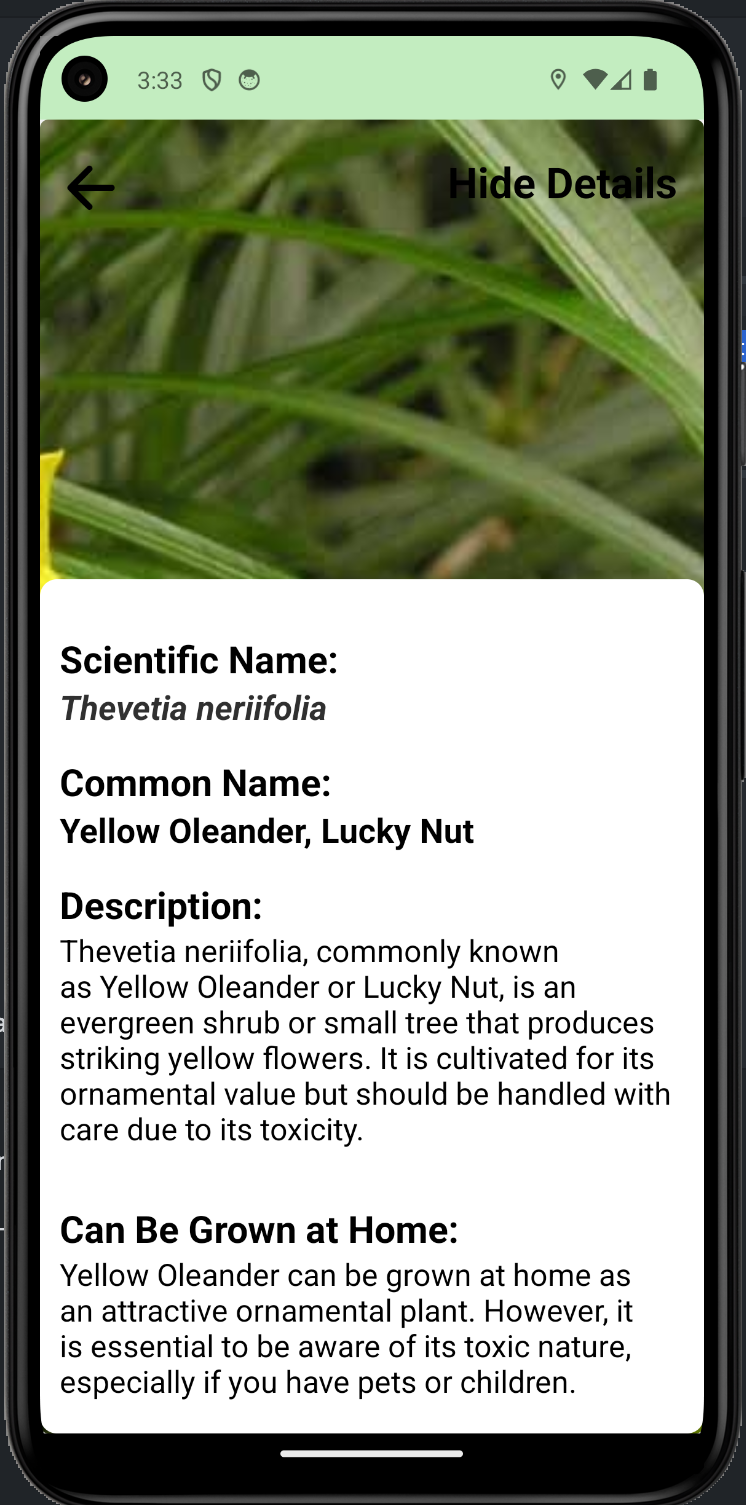 3:33
Hide Details
Scientific Name:
Thevetia neriifolia
Common Name:
Yellow Oleander, Lucky Nut
Description:
Thevetia neriifolia, commonly known
as Yellow Oleander or Lucky Nut, is an
evergreen shrub or small tree that produces
striking yellow flowers. It is cultivated for its
ornamental value but should be handled with
care due to its toxicity.
Can Be Grown at Home:
Yellow Oleander can be grown at home as
an attractive ornamental plant. However, it
is essential to be aware of its toxic nature,
especially if you have pets or children.